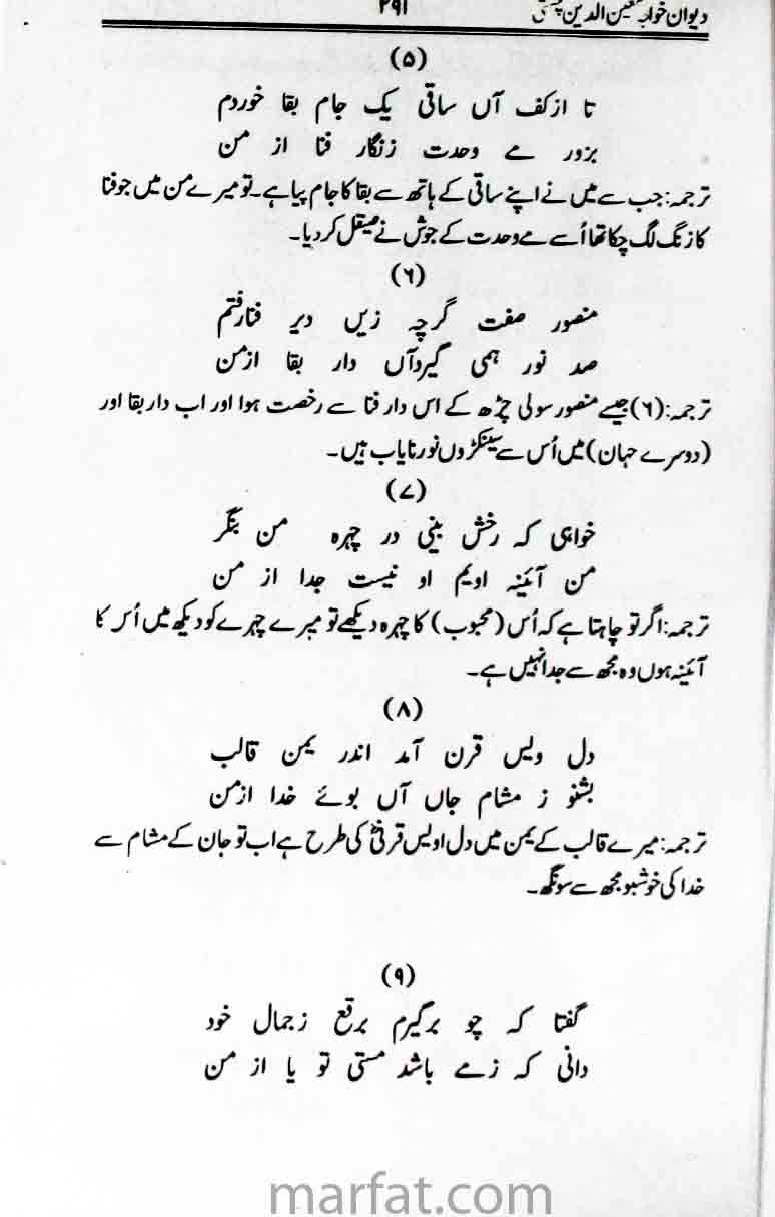 دیوان خواجہ معین الدین چشتی
۲۹۱
(۵)
تا ازکف آں ساقی یک جام بقا خوردم
بزور مے وحدت زنگار فنا از من
ترجمہ: جب سے میں نے اپنے ساقی کے ہاتھ سے بقا کا جام پیا ہے۔ تو میرے من میں جو فنا
کا زنگ لگ چکا تھا اُسے مے وحدت کے جوش نے صیقل کر دیا۔
(۶)
منصور صفت گرچہ زیں دیر فنا رفتم
صد نور ہمی گیرد آں دار بقا ازمن
ترجمہ: (۶) جیسے منصور سولی چڑھ کے اس دار فنا سے رخصت ہوا اور اب دار بقا اور
(دوسرے جہان) میں اُس سے سینکڑوں نور نایاب ہیں۔
(۷)
خواہی کہ رخش بینی در چہرہ من بنگر
من آئینہ اویم او نیست جدا از من
ترجمہ: اگر تو چاہتا ہے کہ اُس (محبوب) کا چہرہ دیکھے تو میرے چہرے کو دیکھ میں اُس کا
آئینہ ہوں وہ مجھ سے جدا نہیں ہے۔
(۸)
دل ویس قرن آمد اندر یمن قالب
بشنو ز مشام جاں آں بوئے خدا ازمن
ترجمہ: میرے قالب کے یمن میں دل اویس قرنیؓ کی طرح ہے اب تو جان کے مشام سے
خدا کی خوشبو مجھ سے سونگھ۔
(۹)
گفتا کہ چو برگیرم برقع زجمال خود
دانی کہ زمے باشد مستی تو یا از من
marfat.com